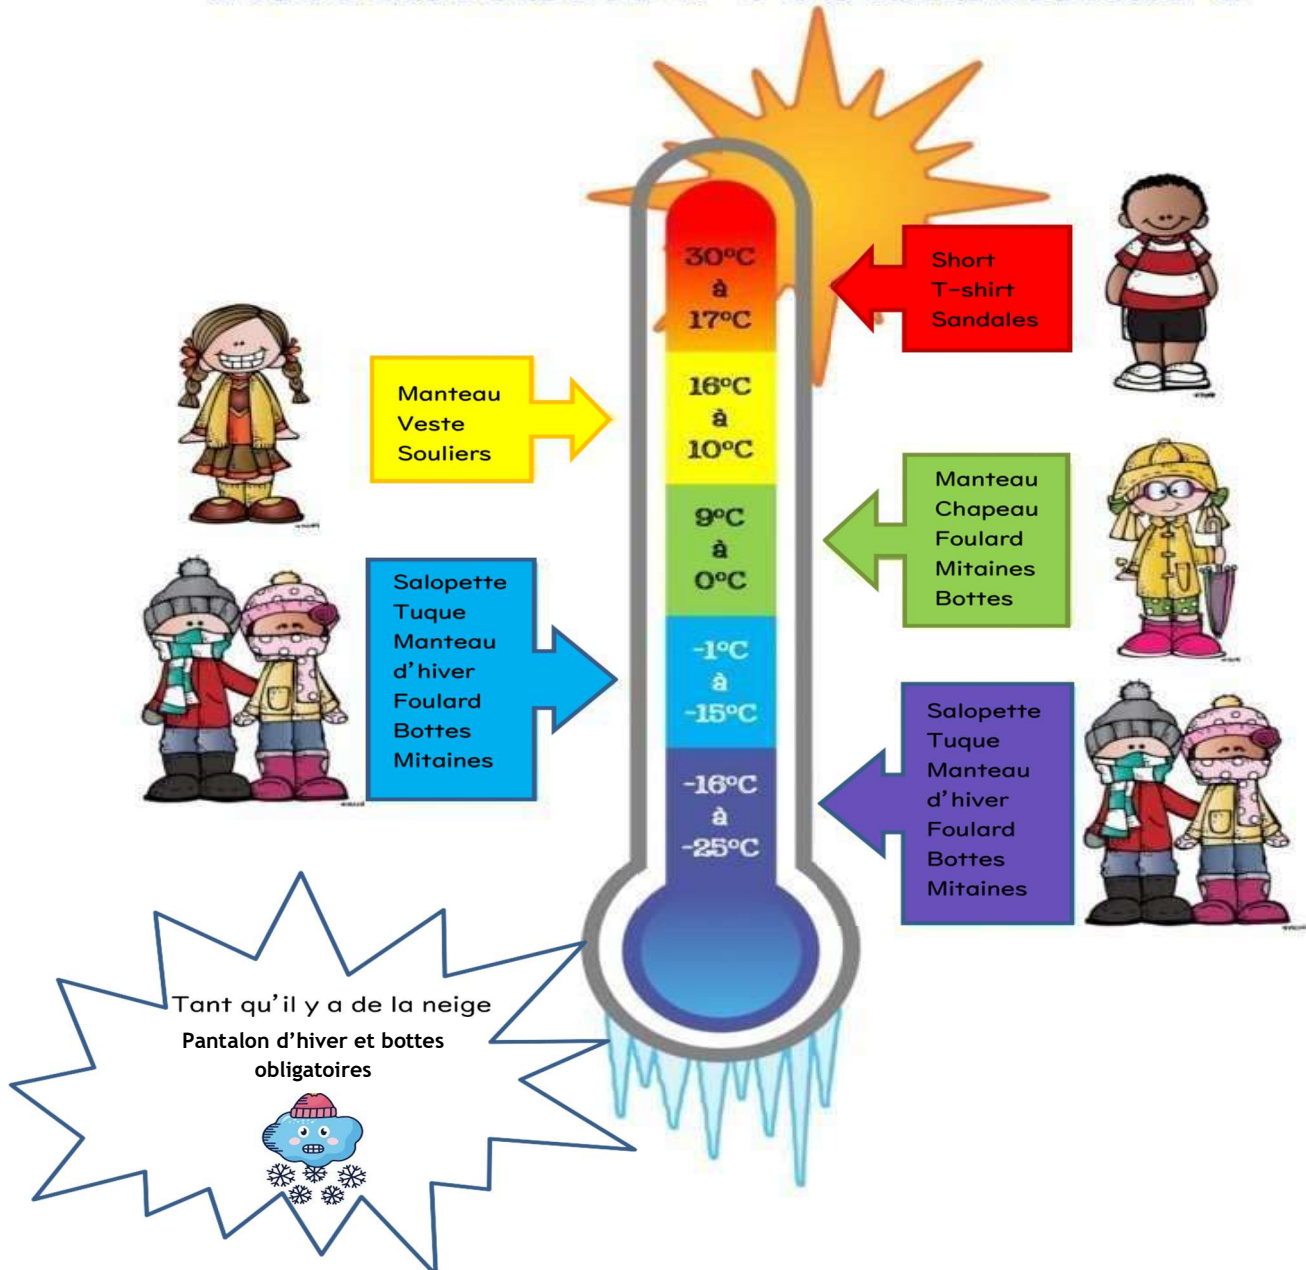 30°C
à
17°C
Short
T-shirt
Sandales
Manteau
Veste
Souliers
16°C
à
10°C
9°C
à
0°C
Manteau
Chapeau
Foulard
Mitaines
Bottes
Salopette
Tuque
Manteau
d'hiver
Foulard
Bottes
Mitaines
-1°C
à
-15°C
-16°C
à
-25°C
Salopette
Tuque
Manteau
d'hiver
Foulard
Bottes
Mitaines
Tant qu'il y a de la neige
Pantalon d'hiver et bottes
obligatoires